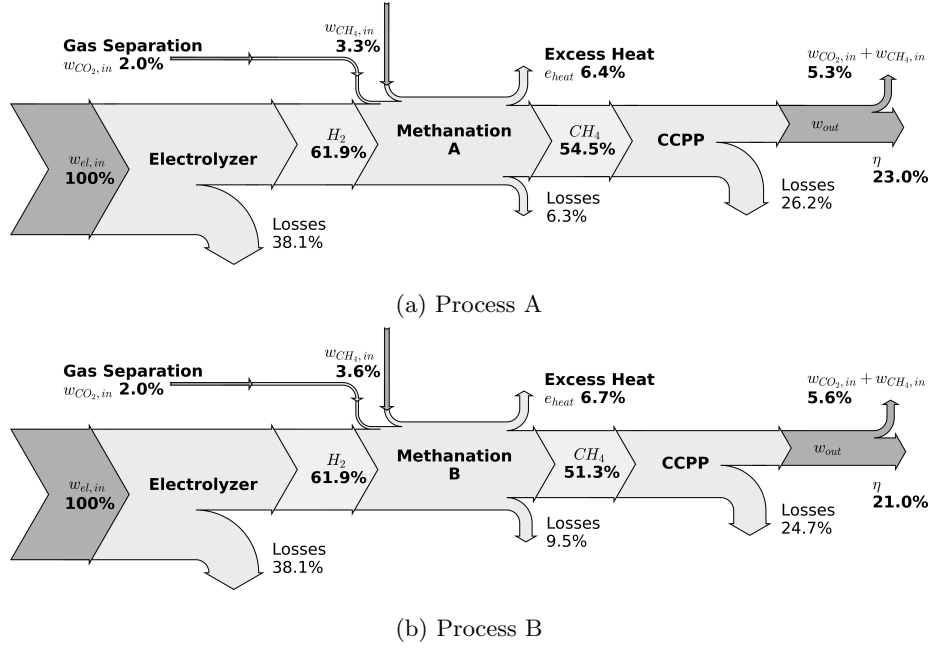 Gas Separation
w_{CO_2, in} 2.0%
w_{CH_4, in}
3.3%
Excess Heat
e_{heat} 6.4%
w_{CO_2, in} + w_{CH_4, in}
5.3%
w_{el, in}
100%
Electrolyzer
H_2
61.9%
Methanation
A
CH_4
54.5%
CCPP
w_{out}
η
23.0%
Losses
38.1%
Losses
6.3%
Losses
26.2%
(a) Process A
Gas Separation
w_{CO_2, in} 2.0%
w_{CH_4, in}
3.6%
Excess Heat
e_{heat} 6.7%
w_{CO_2, in} + w_{CH_4, in}
5.6%
w_{el, in}
100%
Electrolyzer
H_2
61.9%
Methanation
B
CH_4
51.3%
CCPP
w_{out}
η
21.0%
Losses
38.1%
Losses
9.5%
Losses
24.7%
(b) Process B